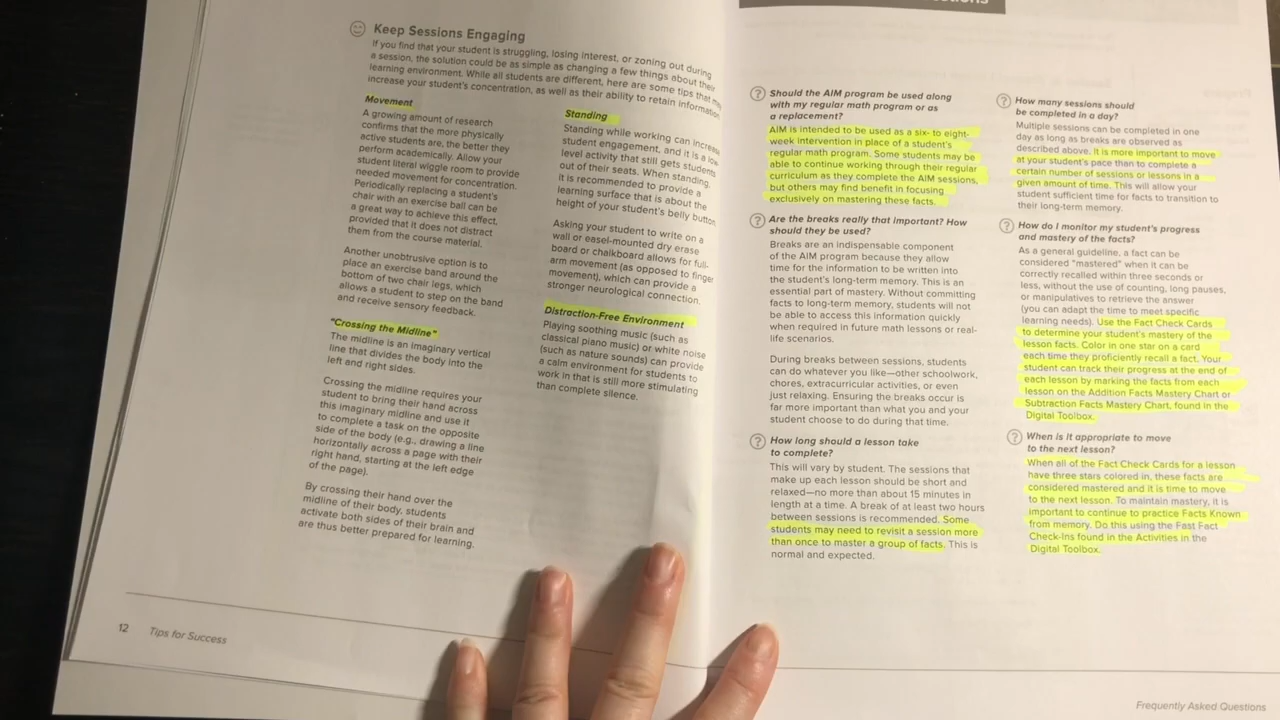 Keep Sessions Engaging
If you find that your student is struggling, losing interest, or zoning out during
a session, the solution could be as simple as changing a few things about their
learning environment. While all students are different, here are some tips that may
increase your student's concentration, as well as their ability to retain information.
Movement
A growing amount of research
confirms that the more physically
active students are, the better they
perform academically. Allow your
student literal wiggle room to provide
needed movement for concentration.
Periodically replacing a student's
chair with an exercise ball can be
a great way to achieve this effect,
provided that it does not distract
them from the course material.
Another unobtrusive option is to
place an exercise band around the
bottom of two chair legs, which
allows a student to step on the band
and receive sensory feedback.
"Crossing the Midline"
The midline is an imaginary vertical
line that divides the body into the
left and right sides.
Crossing the midline requires your
student to bring their hand across
this imaginary midline and use it
to complete a task on the opposite
side of the body (e.g., drawing a line
horizontally across a page with their
right hand, starting at the left edge
of the page).
By crossing their hand over the
midline of their body, students
activate both sides of their brain and
are thus better prepared for learning.
Standing
Standing while working can increase
student engagement, and it is a low
level activity that still gets students
out of their seats. When standing,
it is recommended to provide a
learning surface that is about the
height of your student's belly button.
Asking your student to write on a
wall or easel-mounted dry erase
board or chalkboard allows for full-
arm movement (as opposed to finger
movement), which can provide a
stronger neurological connection.
Distraction-Free Environment
Playing soothing music (such as
classical piano music) or white noise
(such as nature sounds) can provide
a calm environment for students to
work in that is still more stimulating
than complete silence.
12 Tips for Success
Should the AIM program be used along
with my regular math program or as
a replacement?
AIM is intended to be used as a six- to eight-
week intervention in place of a student's
regular math program. Some students may be
able to continue working through their regular
curriculum as they complete the AIM sessions,
but others may find benefit in focusing
exclusively on mastering these facts.
Are the breaks really that important? How
should they be used?
Breaks are an indispensable component
of the AIM program because they allow
time for the information to be written into
the student's long-term memory. This is an
essential part of mastery. Without committing
facts to long-term memory, students will not
be able to access this information quickly
when required in future math lessons or real-
life scenarios.
During breaks between sessions, students
can do whatever you like—other schoolwork,
chores, extracurricular activities, or even
just relaxing. Ensuring the breaks occur is
far more important than what you and your
student choose to do during that time.
How long should a lesson take
to complete?
This will vary by student. The sessions that
make up each lesson should be short and
relaxed—no more than about 15 minutes in
length at a time. A break of at least two hours
between sessions is recommended. Some
students may need to revisit a session more
than once to master a group of facts. This is
normal and expected.
How many sessions should
be completed in a day?
Multiple sessions can be completed in one
day as long as breaks are observed as
described above. It is more important to move
at your student's pace than to complete a
certain number of sessions or lessons in a
given amount of time. This will allow your
student sufficient time for facts to transition to
their long-term memory.
How do I monitor my student's progress
and mastery of the facts?
As a general guideline, a fact can be
considered "mastered" when it can be
correctly recalled within three seconds or
less, without the use of counting, long pauses,
or manipulatives to retrieve the answer
(you can adapt the time to meet specific
learning needs). Use the Fact Check Cards
to determine your student's mastery of the
lesson facts. Color in one star on a card
each time they proficiently recall a fact. Your
student can track their progress at the end of
each lesson by marking the facts from each
lesson on the Addition Facts Mastery Chart or
Subtraction Facts Mastery Chart, found in the
Digital Toolbox.
When is it appropriate to move
to the next lesson?
When all of the Fact Check Cards for a lesson
have three stars colored in, these facts are
considered mastered and it is time to move
to the next lesson. To maintain mastery, it is
important to continue to practice Facts Known
from memory. Do this using the Fast Fact
Check-Ins found in the Activities in the
Digital Toolbox.
Frequently Asked Questions